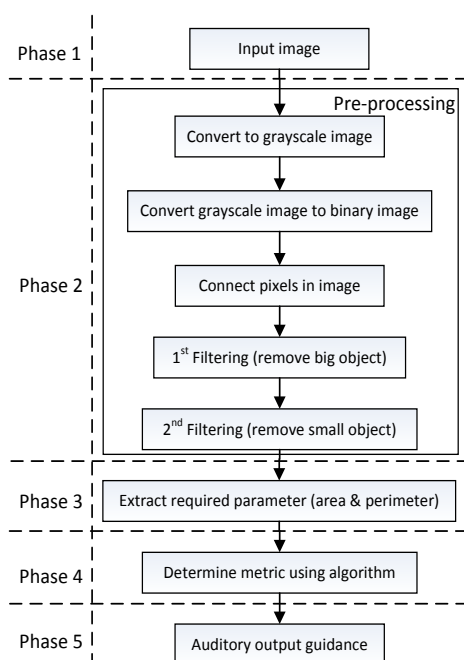 Phase 1
Input image
Phase 2
Pre-processing
Convert to grayscale image
Convert grayscale image to binary image
Connect pixels in image
1st Filtering (remove big object)
2nd Filtering (remove small object)
Phase 3
Extract required parameter (area & perimeter)
Phase 4
Determine metric using algorithm
Phase 5
Auditory output guidance